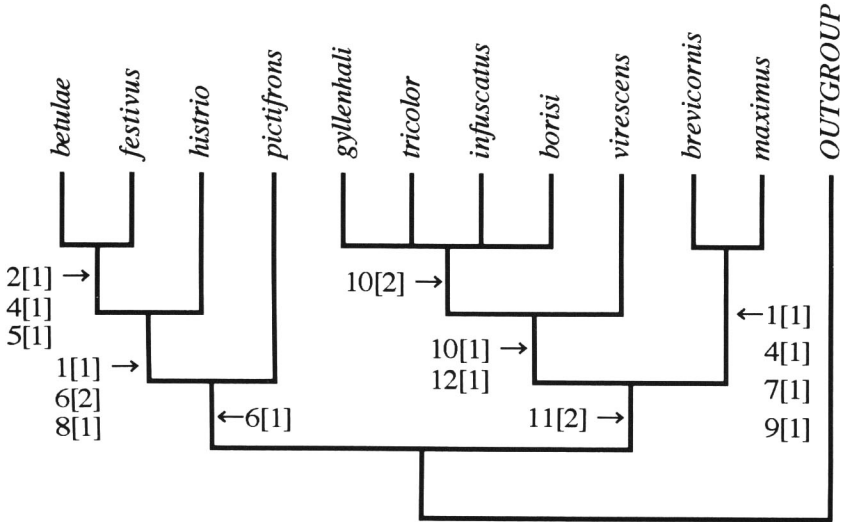 betulae
festivus
histrio
pictifrons
gyllenhali
tricolor
infuscatus
borisi
virescens
brevicornis
maximus
OUTGROUP
2[1] →
4[1]
5[1]
10[2] →
←1[1]
4[1]
7[1]
9[1]
10[1] →
12[1]
1[1] →
6[2]
8[1]
←6[1]
11[2] →